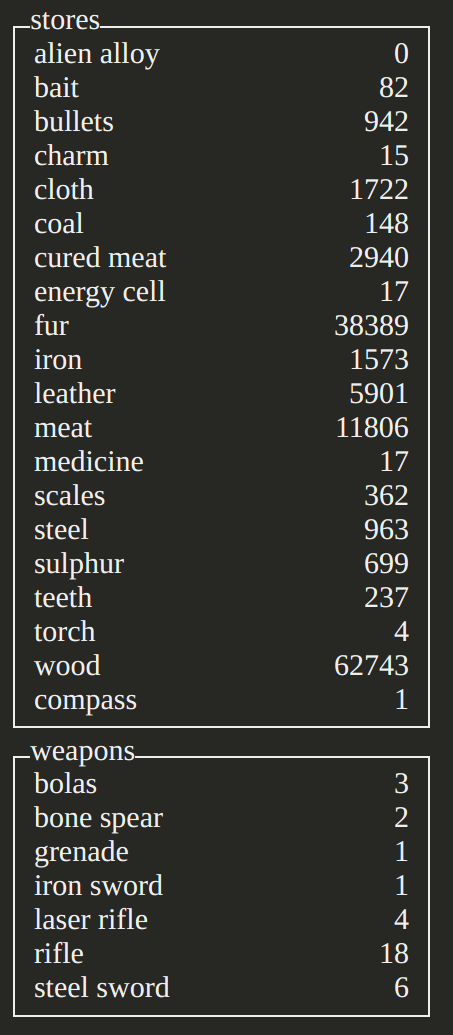 stores
alien alloy 0
bait 82
bullets 942
charm 15
cloth 1722
coal 148
cured meat 2940
energy cell 17
fur 38389
iron 1573
leather 5901
meat 11806
medicine 17
scales 362
steel 963
sulphur 699
teeth 237
torch 4
wood 62743
compass 1
weapons
bolas 3
bone spear 2
grenade 1
iron sword 1
laser rifle 4
rifle 18
steel sword 6